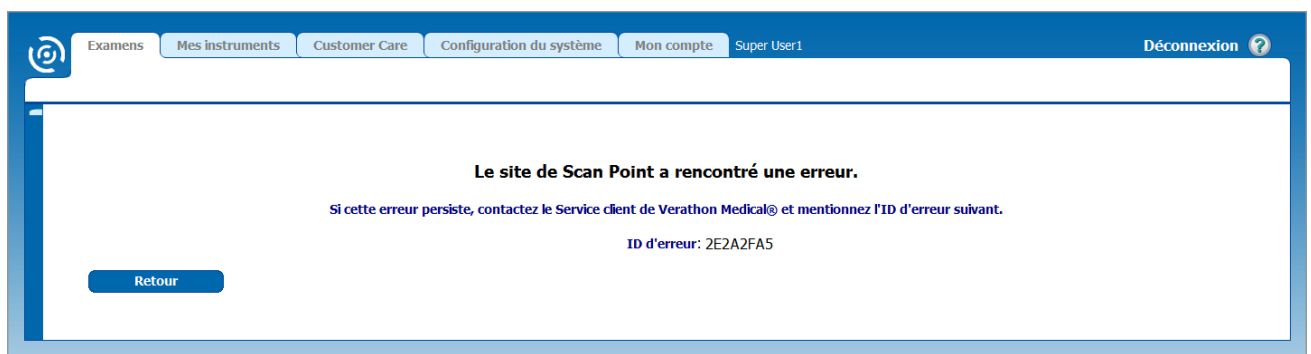 Examens Mes instruments Customer Care Configuration du système Mon compte Super User1 Déconnexion ?
Le site de Scan Point a rencontré une erreur.
Si cette erreur persiste, contactez le Service client de Verathon Medical® et mentionnez l'ID d'erreur suivant.
ID d'erreur: 2E2A2FA5
Retour